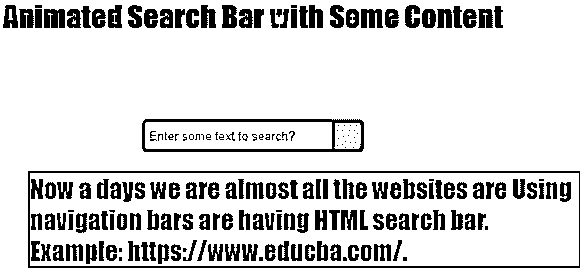 Animated Search Bar with Some Content
Enter some text to search?
Now a days we are almost all the websites are Using
navigation bars are having HTML search bar.
Example: https://www.educba.com/.